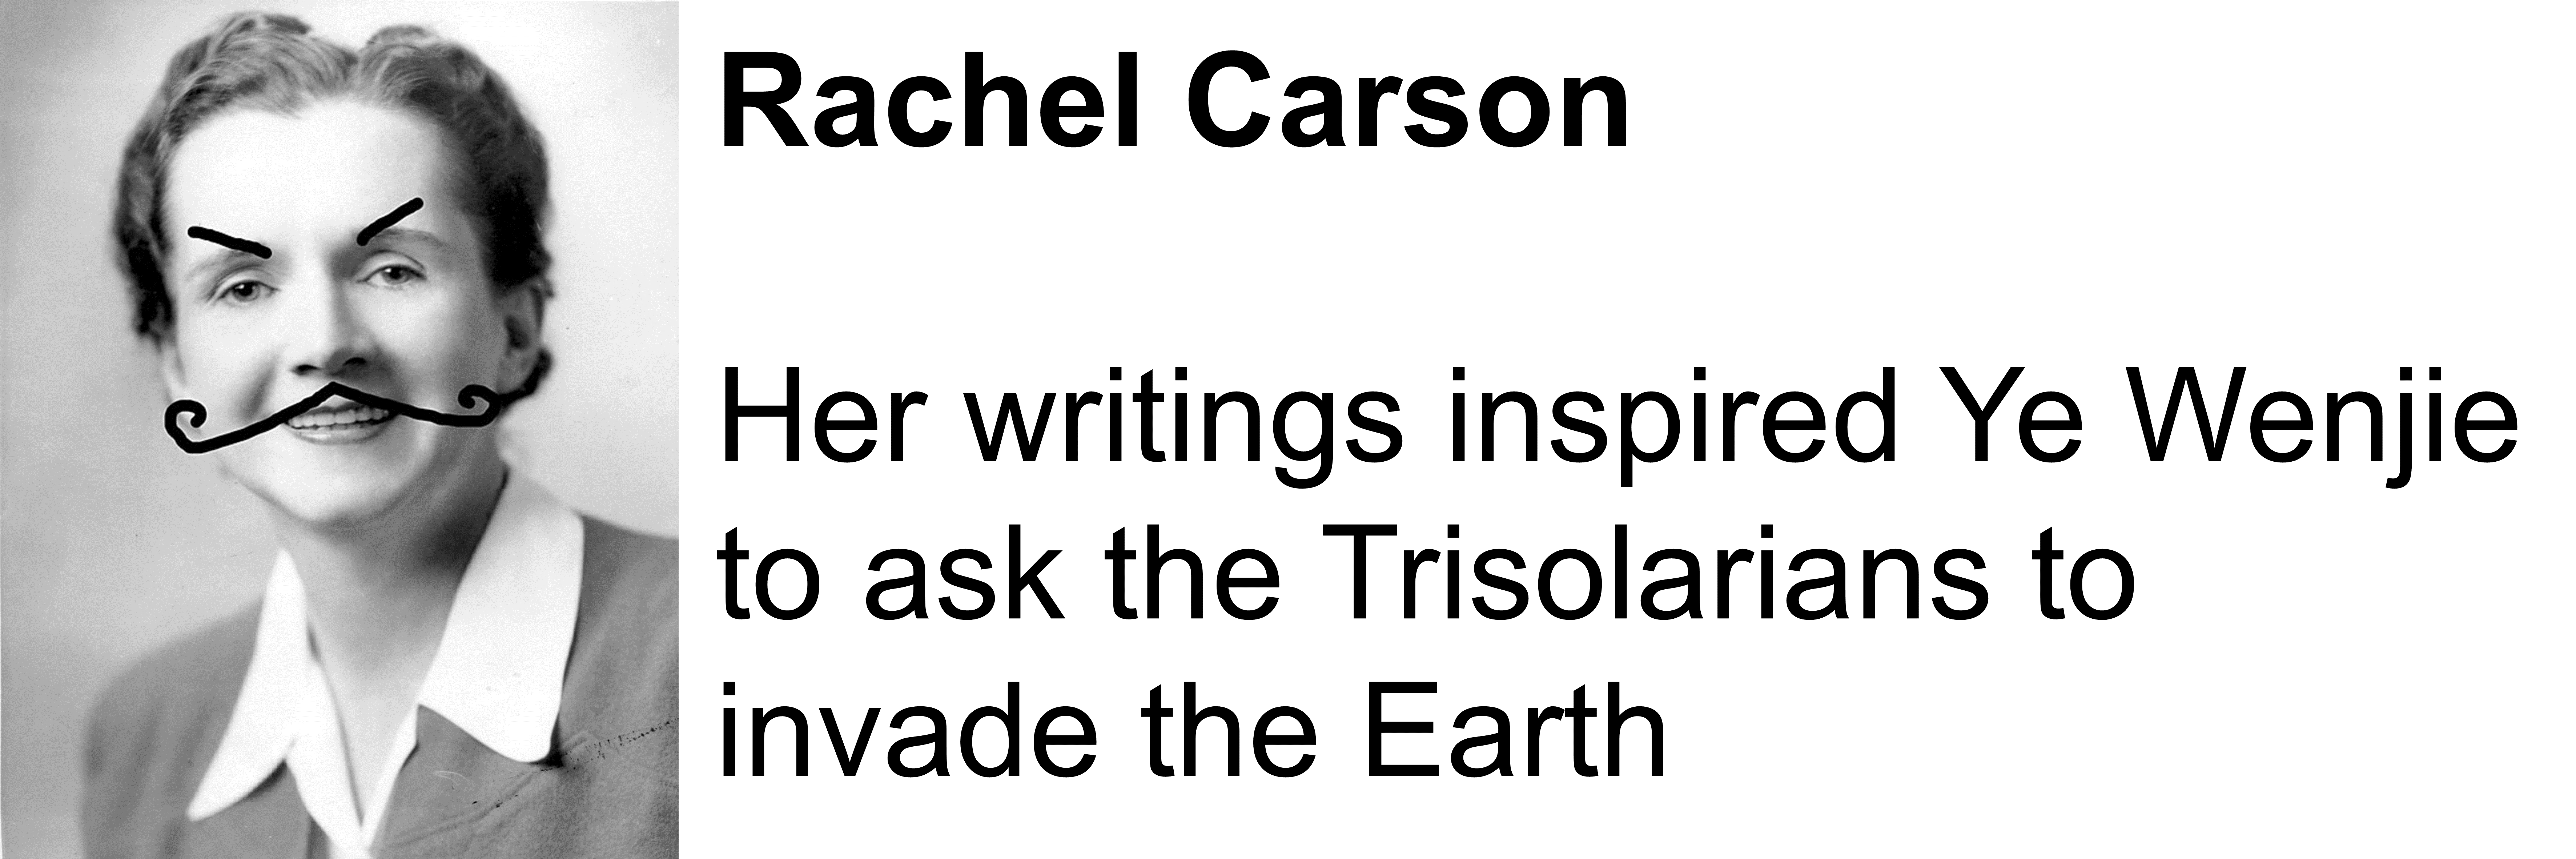 Rachel Carson
Her writings inspired Ye Wenjie
to ask the Trisolarians to
invade the Earth